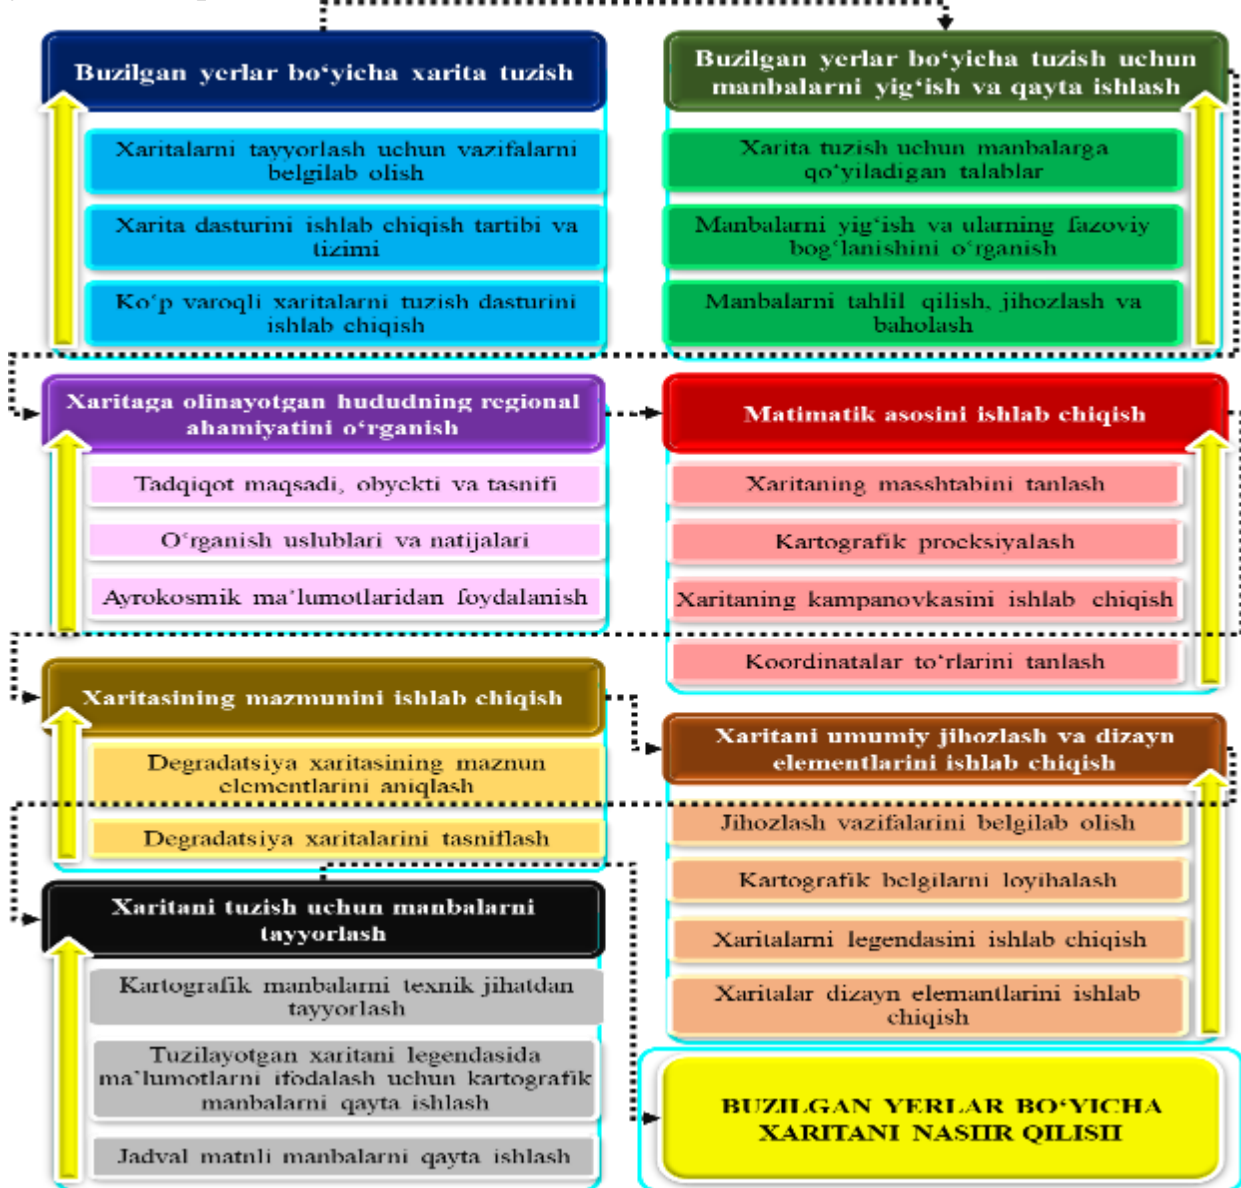 Buzilgan yerlar bo‘yicha xarita tuzish
Xaritalarni tayyorlash uchun vazifalarni
belgilab olish
Xarita dasturini ishlab chiqish tartibi va
tizimi
Ko‘p varoqli xaritalarni tuzish dasturini
ishlab chiqish
Buzilgan yerlar bo‘yicha tuzish uchun
manbalarni yig‘ish va qayta ishlash
Xarita tuzish uchun manbalarga
qo‘yiladigan talablar
Manbalarni yig‘ish va ularning fazoviy
bog‘lanishini o‘rganish
Manbalarni tahlil qilish, jihozlash va
baholash
Xaritaga olinayotgan hududning regional
ahamiyatini o‘rganish
Tadqiqot maqsadi, obyekti va tasnifi
O‘rganish uslublari va natijalari
Ayrokosmik ma’lumotlaridan foydalanish
Matimatik asosini ishlab chiqish
Xaritaning masshtabini tanlash
Kartografik proeksiyalash
Xaritaning kampanovkasini ishlab chiqish
Koordinatalar to‘rlarini tanlash
Xaritasining mazmunini ishlab chiqish
Degradatsiya xaritasining maznun
elementlarini aniqlash
Degradatsiya xaritalarini tasniflash
Xaritani umumiy jihozlash va dizayn
elementlarini ishlab chiqish
Jihozlash vazifalarini belgilab olish
Kartografik belgilarni loyihalash
Xaritalarni legendasini ishlab chiqish
Xaritalar dizayn elemantlarini ishlab
chiqish
Xaritani tuzish uchun manbalarni
tayyorlash
Kartografik manbalarni texnik jihatdan
tayyorlash
Tuzilayotgan xaritani legendasida
ma’lumotlarni ifodalash uchun kartografik
manbalarni qayta ishlash
Jadval matnli manbalarni qayta ishlash
BUZILGAN YERLAR BO‘YICHA
XARITANI NASHR QILISH